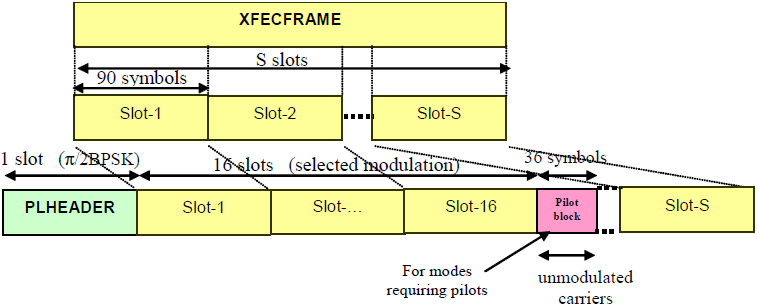 XFECFRAME
S slots
90 symbols
Slot-1 Slot-2 Slot-S
1 slot (π/2BPSK) 16 slots (selected modulation) 36 symbols
PLHEADER Slot-1 Slot-... Slot-16 Pilot block Slot-S
For modes requiring pilots
unmodulated carriers